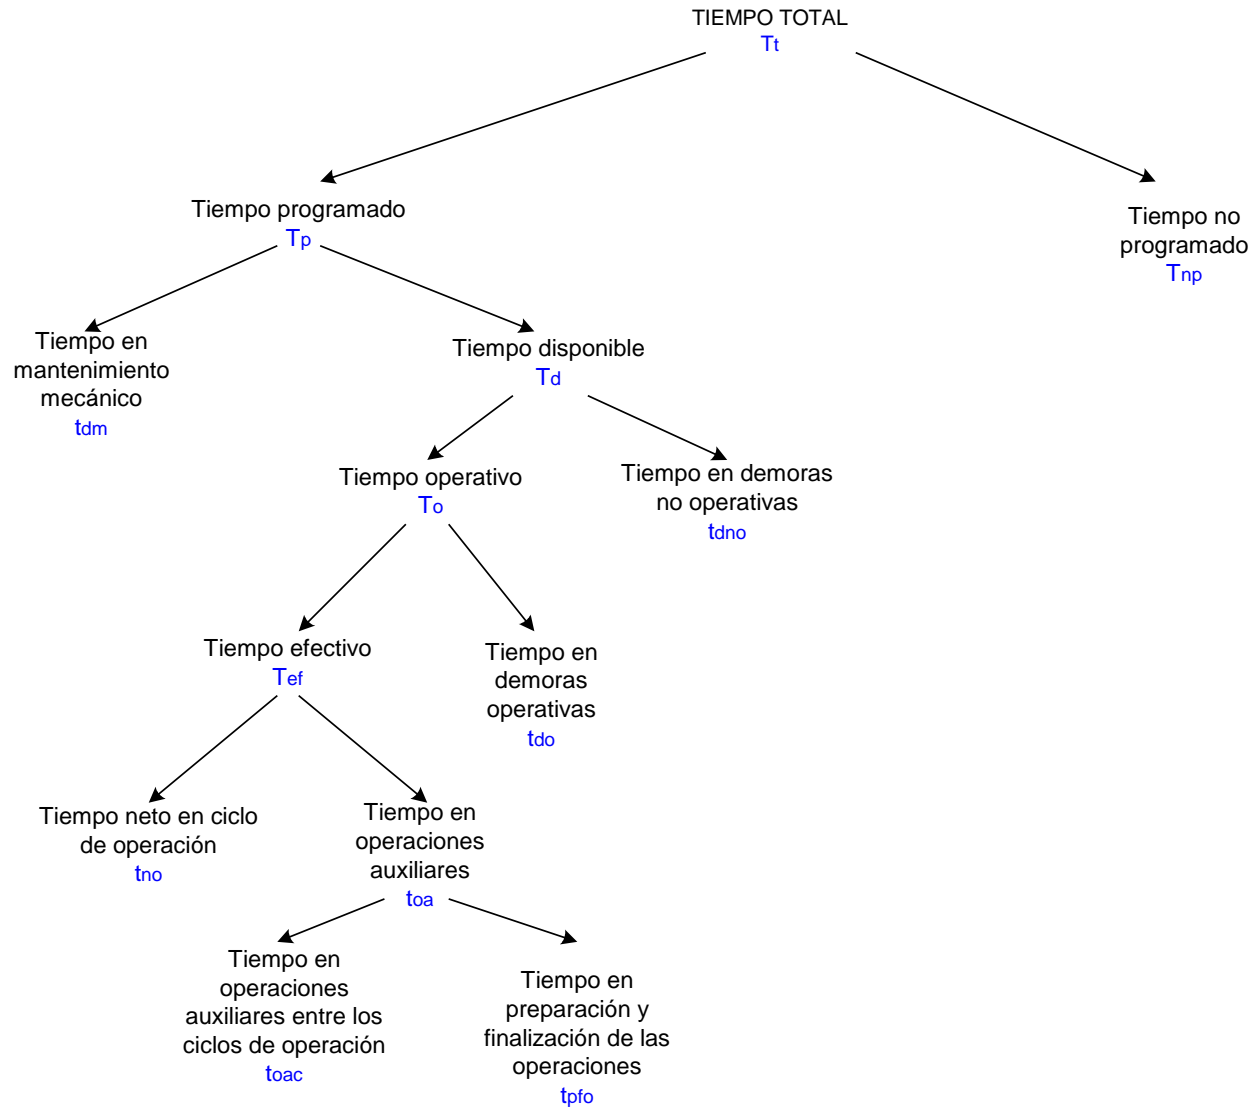 TIEMPO TOTAL
Tt
Tiempo programado
Tp
Tiempo no
programado
Tnp
Tiempo en
mantenimiento
mecánico
tdm
Tiempo disponible
Td
Tiempo operativo
To
Tiempo en demoras
no operativas
tdno
Tiempo efectivo
Tef
Tiempo en
demoras
operativas
tdo
Tiempo neto en ciclo
de operación
tno
Tiempo en
operaciones
auxiliares
toa
Tiempo en
operaciones
auxiliares entre los
ciclos de operación
toac
Tiempo en
preparación y
finalización de las
operaciones
tpfo